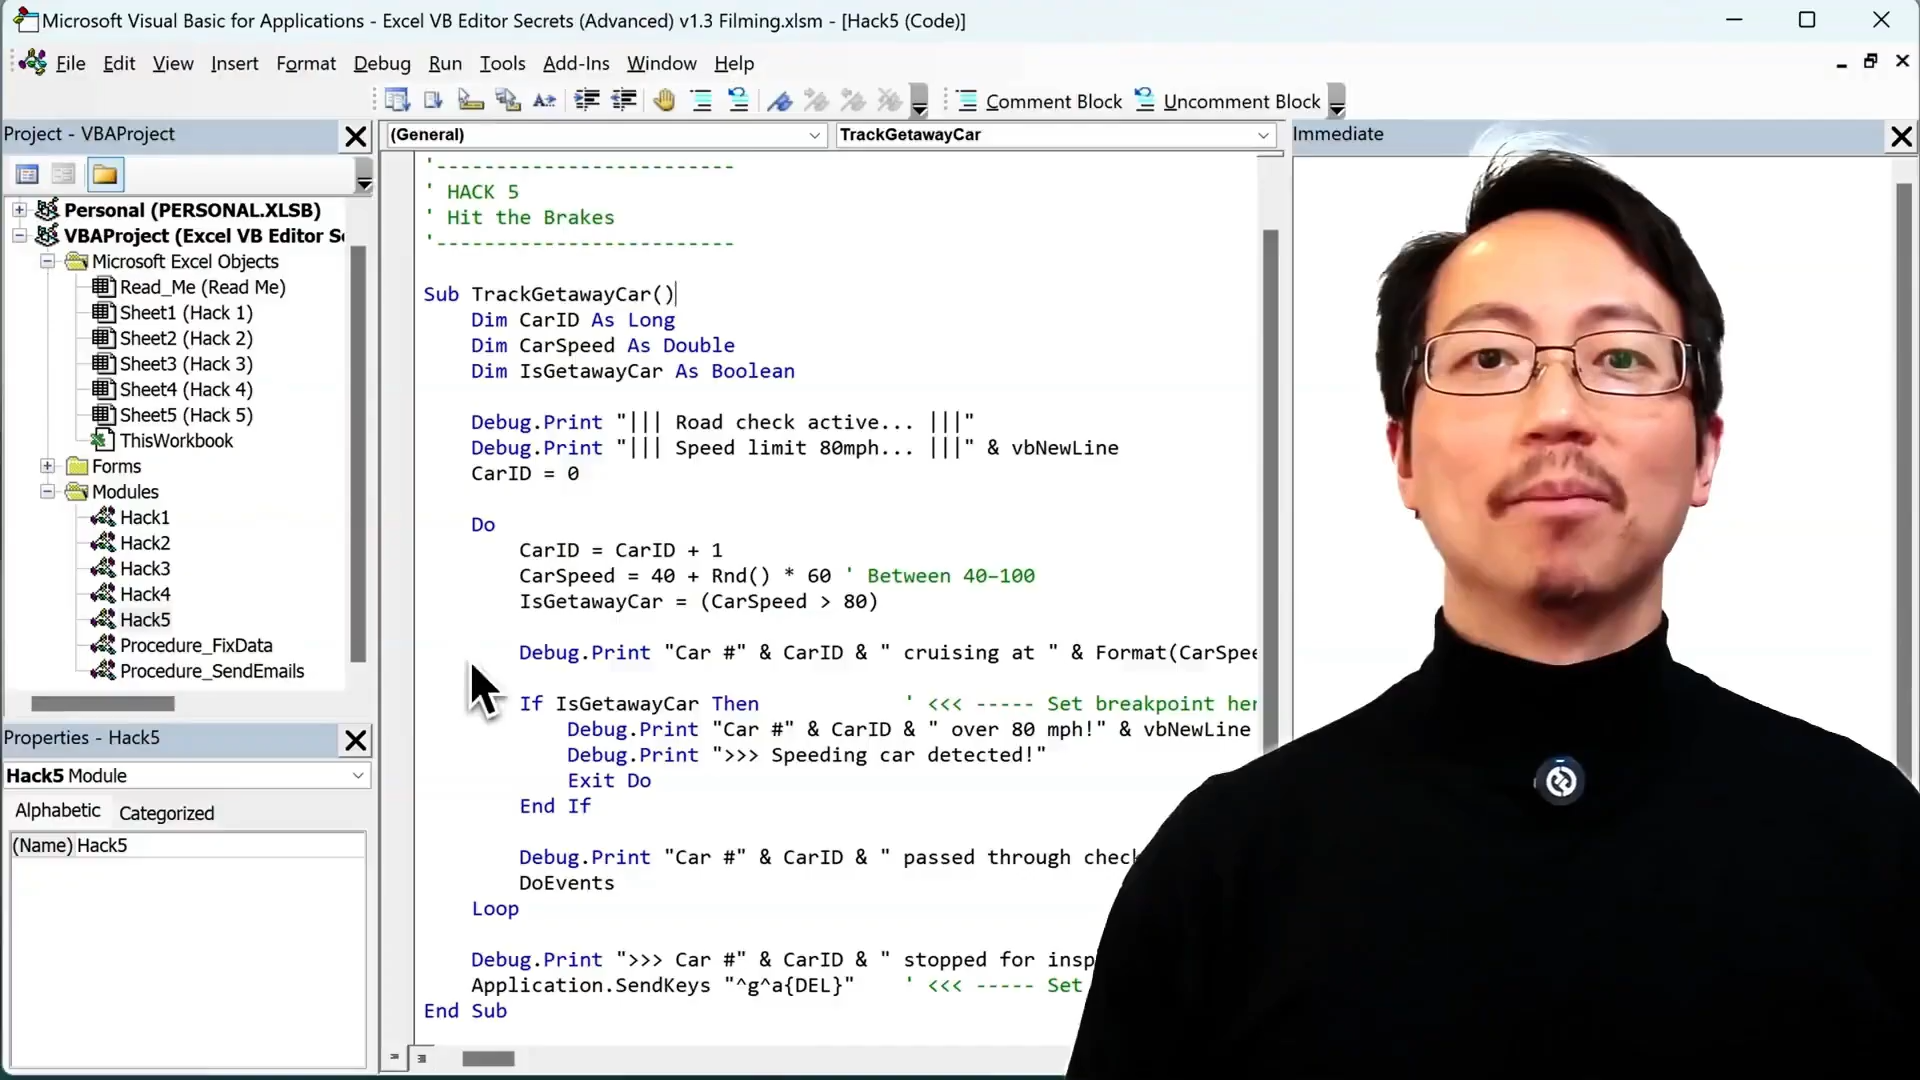 Microsoft Visual Basic for Applications - Excel VB Editor Secrets (Advanced) v1.3 Filming.xlsm - [Hack5 (Code)]
File Edit View Insert Format Debug Run Tools Add-Ins Window Help
Comment Block Uncomment Block
Project - VBAProject
Personal (PERSONAL.XLSB)
VBAProject (Excel VB Editor
Microsoft Excel Objects
Read_Me (Read Me)
Sheet1 (Hack 1)
Sheet2 (Hack 2)
Sheet3 (Hack 3)
Sheet4 (Hack 4)
Sheet5 (Hack 5)
ThisWorkbook
Forms
Modules
Hack1
Hack2
Hack3
Hack4
Hack5
Procedure_FixData
Procedure_SendEmails
Properties - Hack5
Hack5 Module
Alphabetic Categorized
(Name) Hack5
(General) TrackGetawayCar
'-------------------------
' HACK 5
' Hit the Brakes
'-------------------------
Sub TrackGetawayCar()
Dim CarID As Long
Dim CarSpeed As Double
Dim IsGetawayCar As Boolean
Debug.Print "||| Road check active... |||"
Debug.Print "||| Speed limit 80mph... |||" & vbNewLine
CarID = 0
Do
CarID = CarID + 1
CarSpeed = 40 + Rnd() * 60 ' Between 40–100
IsGetawayCar = (CarSpeed > 80)
Debug.Print "Car #" & CarID & " cruising at " & Format(CarSpee
If IsGetawayCar Then ' <<< ----- Set breakpoint her
Debug.Print "Car #" & CarID & " over 80 mph!" & vbNewLine
Debug.Print ">>> Speeding car detected!"
Exit Do
End If
Debug.Print "Car #" & CarID & " passed through check
DoEvents
Loop
Debug.Print ">>> Car #" & CarID & " stopped for insp
Application.SendKeys "^g^a{DEL}" ' <<< ----- Set
End Sub
Immediate